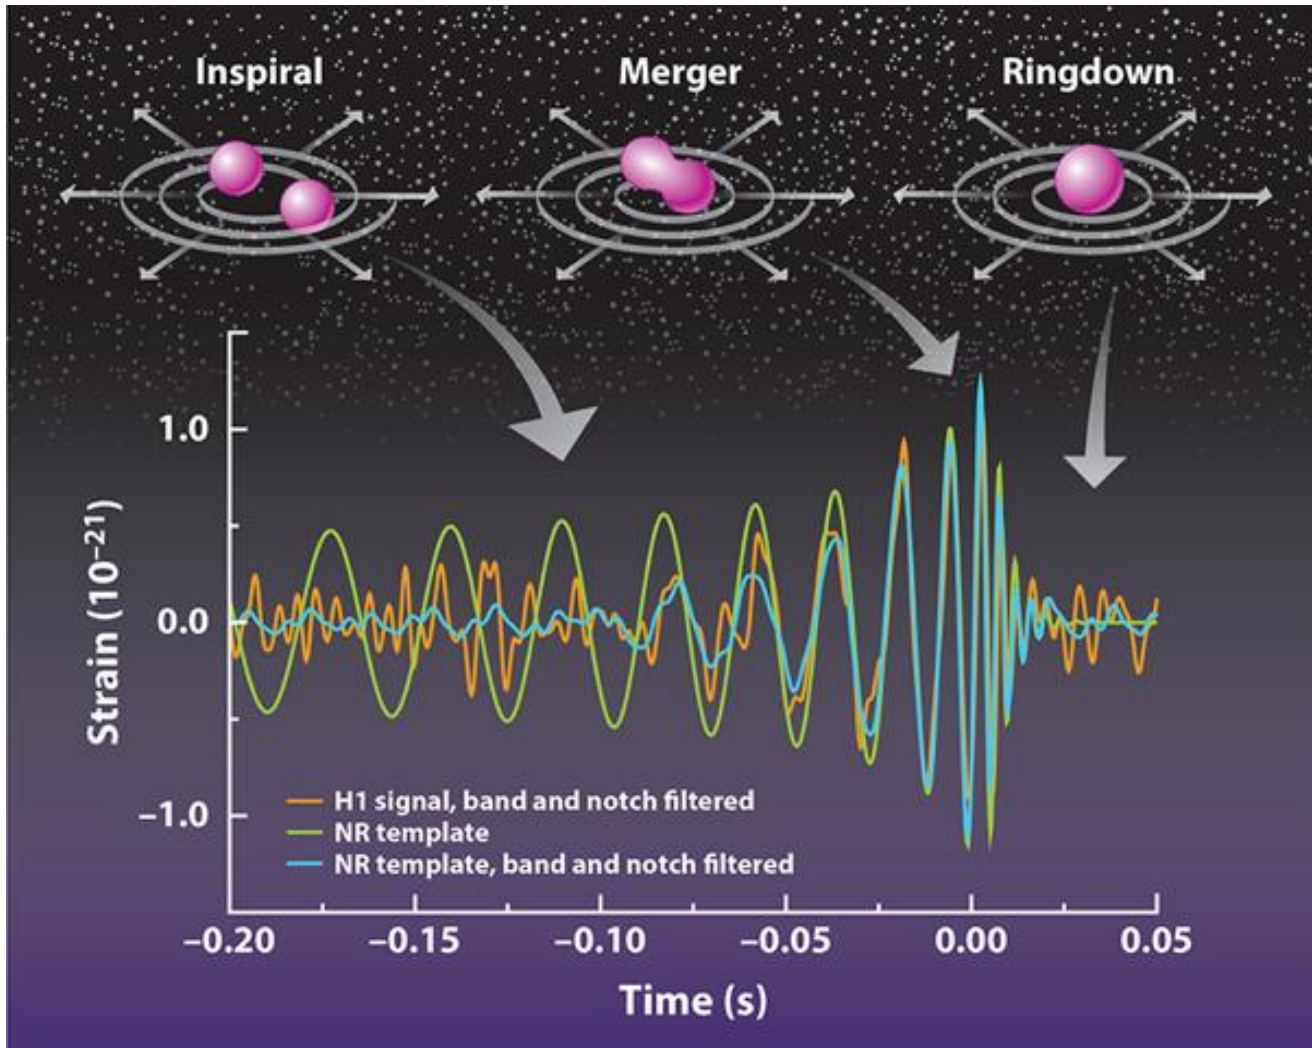 Inspiral
Merger
Ringdown
1.0
0.0
–1.0
Strain (10⁻²¹)
H1 signal, band and notch filtered
NR template
NR template, band and notch filtered
–0.20 –0.15 –0.10 –0.05 0.00 0.05
Time (s)